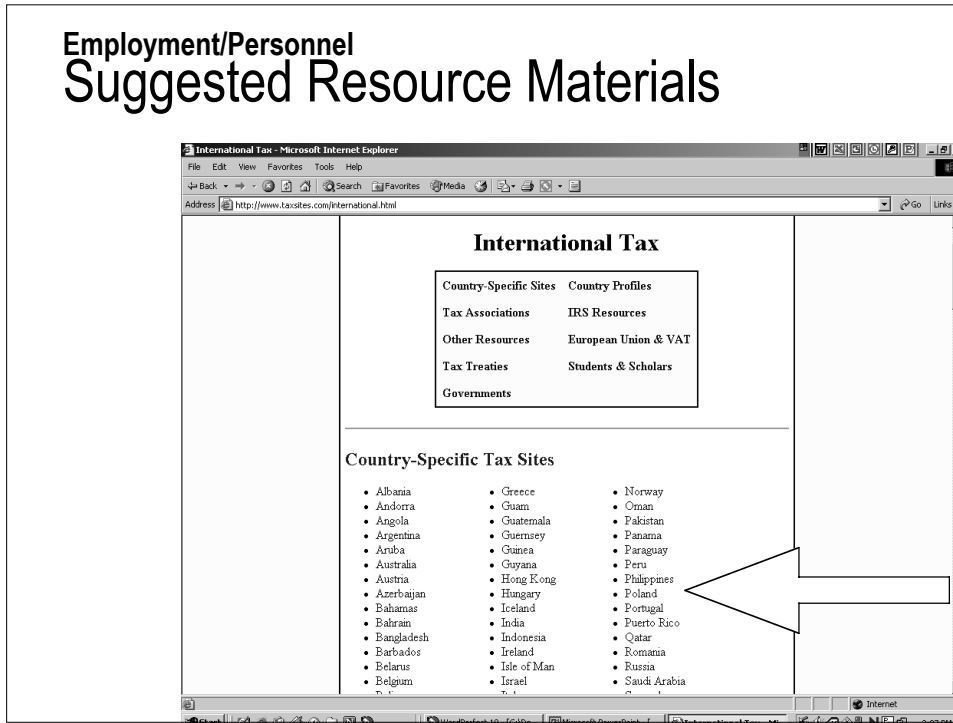 Employment/Personnel
Suggested Resource Materials
International Tax - Microsoft Internet Explorer
File Edit View Favorites Tools Help
Back Search Favorites Media
Address http://www.taxsites.com/international.html Go Links
International Tax
Country-Specific Sites Country Profiles
Tax Associations IRS Resources
Other Resources European Union & VAT
Tax Treaties Students & Scholars
Governments
Country-Specific Tax Sites
• Albania • Greece • Norway
• Andorra • Guam • Oman
• Angola • Guatemala • Pakistan
• Argentina • Guernsey • Panama
• Aruba • Guinea • Paraguay
• Australia • Guyana • Peru
• Austria • Hong Kong • Philippines
• Azerbaijan • Hungary • Poland
• Bahamas • Iceland • Portugal
• Bahrain • India • Puerto Rico
• Bangladesh • Indonesia • Qatar
• Barbados • Ireland • Romania
• Belarus • Isle of Man • Russia
• Belgium • Israel • Saudi Arabia
Internet